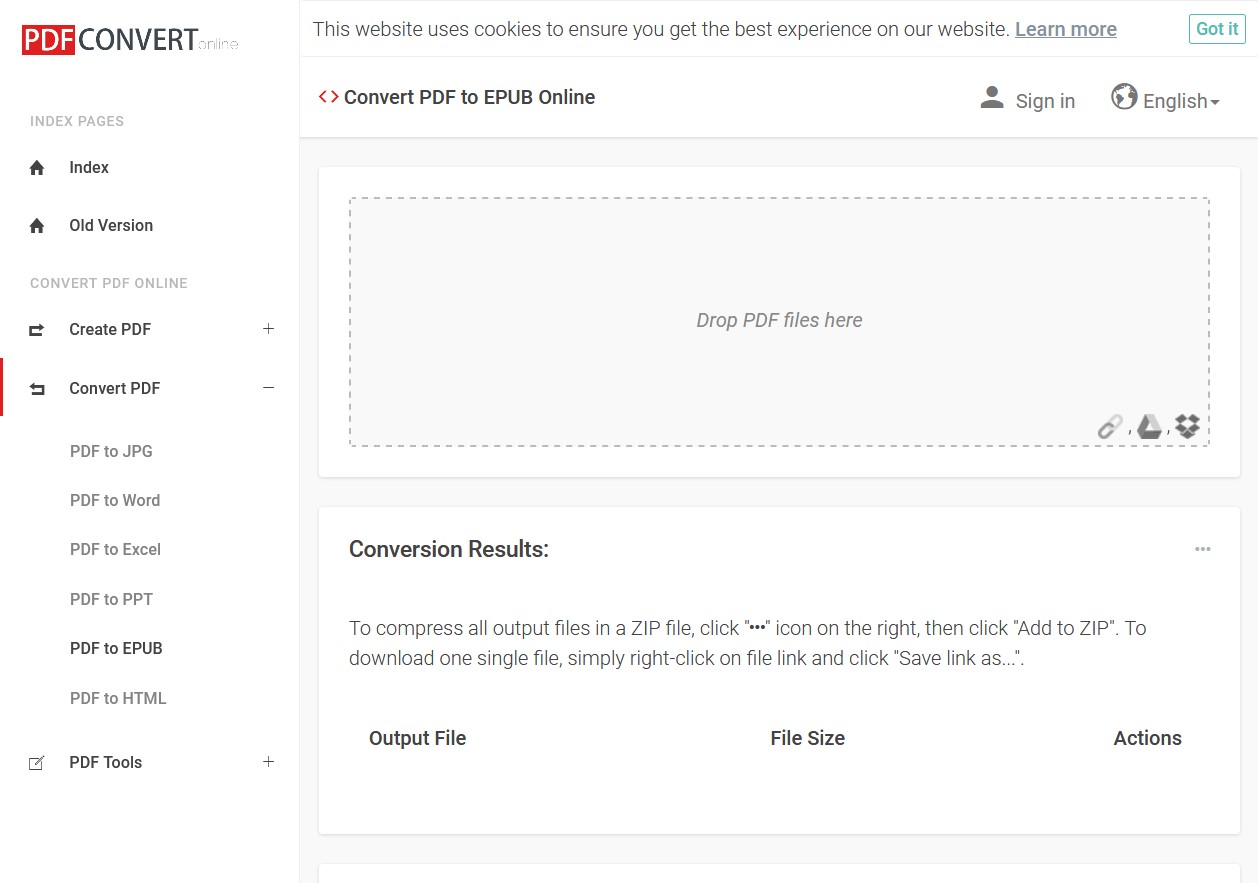 PDFCONVERTonline
INDEX PAGES
Index
Old Version
CONVERT PDF ONLINE
Create PDF
Convert PDF
PDF to JPG
PDF to Word
PDF to Excel
PDF to PPT
PDF to EPUB
PDF to HTML
PDF Tools
This website uses cookies to ensure you get the best experience on our website. Learn more
Got it
Convert PDF to EPUB Online
Sign in
English
Drop PDF files here
, ,
Conversion Results:
To compress all output files in a ZIP file, click "•••" icon on the right, then click "Add to ZIP". To
download one single file, simply right-click on file link and click "Save link as...".
Output File File Size Actions